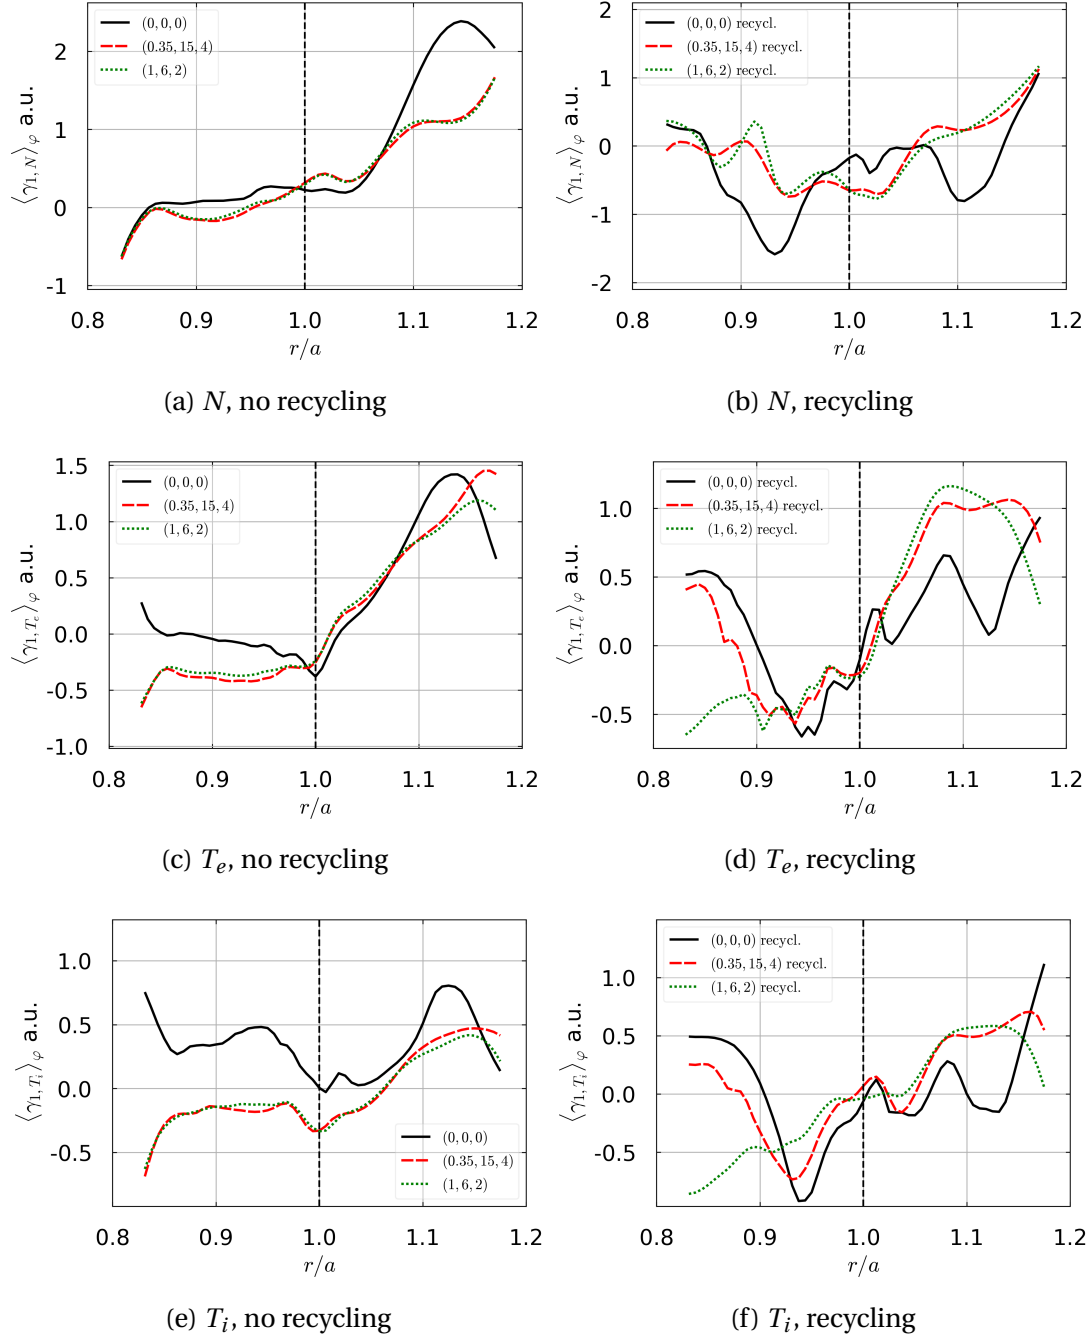 (0, 0, 0)
(0.35, 15, 4)
(1, 6, 2)
⟨γ1,N⟩φ a.u.
2
1
0
-1
0.8 0.9 1.0 1.1 1.2
r/a
(a) N, no recycling
(0, 0, 0) recycl.
(0.35, 15, 4) recycl.
(1, 6, 2) recycl.
⟨γ1,N⟩φ a.u.
2
1
0
-1
-2
0.8 0.9 1.0 1.1 1.2
r/a
(b) N, recycling
(0, 0, 0)
(0.35, 15, 4)
(1, 6, 2)
⟨γ1,Te⟩φ a.u.
1.5
1.0
0.5
0.0
-0.5
-1.0
0.8 0.9 1.0 1.1 1.2
r/a
(c) Te, no recycling
(0, 0, 0) recycl.
(0.35, 15, 4) recycl.
(1, 6, 2) recycl.
⟨γ1,Te⟩φ a.u.
1.0
0.5
0.0
-0.5
0.8 0.9 1.0 1.1 1.2
r/a
(d) Te, recycling
⟨γ1,Ti⟩φ a.u.
1.0
0.5
0.0
-0.5
(0, 0, 0)
(0.35, 15, 4)
(1, 6, 2)
0.8 0.9 1.0 1.1 1.2
r/a
(e) Ti, no recycling
(0, 0, 0) recycl.
(0.35, 15, 4) recycl.
(1, 6, 2) recycl.
⟨γ1,Ti⟩φ a.u.
1.0
0.5
0.0
-0.5
0.8 0.9 1.0 1.1 1.2
r/a
(f) Ti, recycling